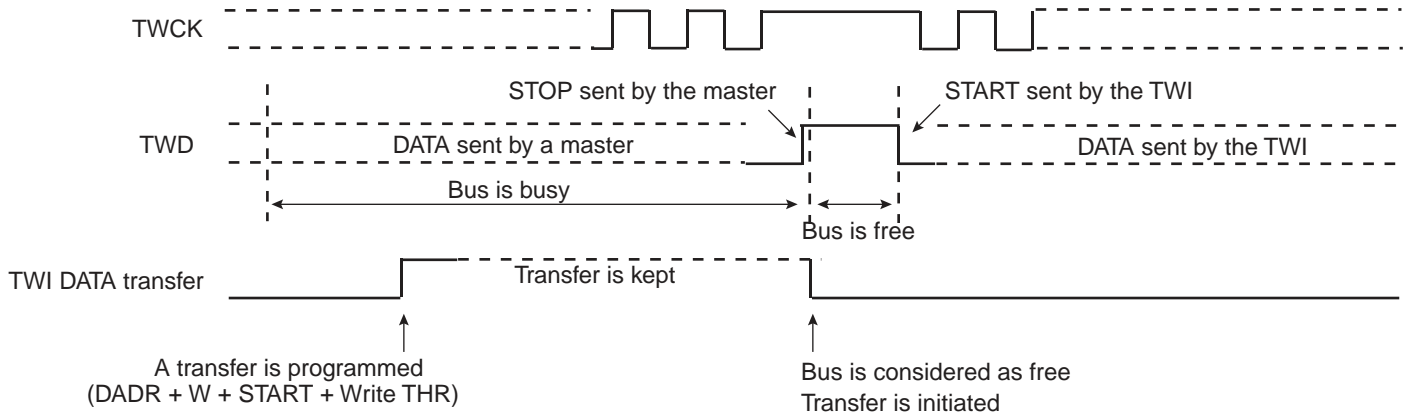 TWCK
STOP sent by the master
START sent by the TWI
TWD
DATA sent by a master
DATA sent by the TWI
Bus is busy
Bus is free
TWI DATA transfer
Transfer is kept
A transfer is programmed
(DADR + W + START + Write THR)
Bus is considered as free
Transfer is initiated